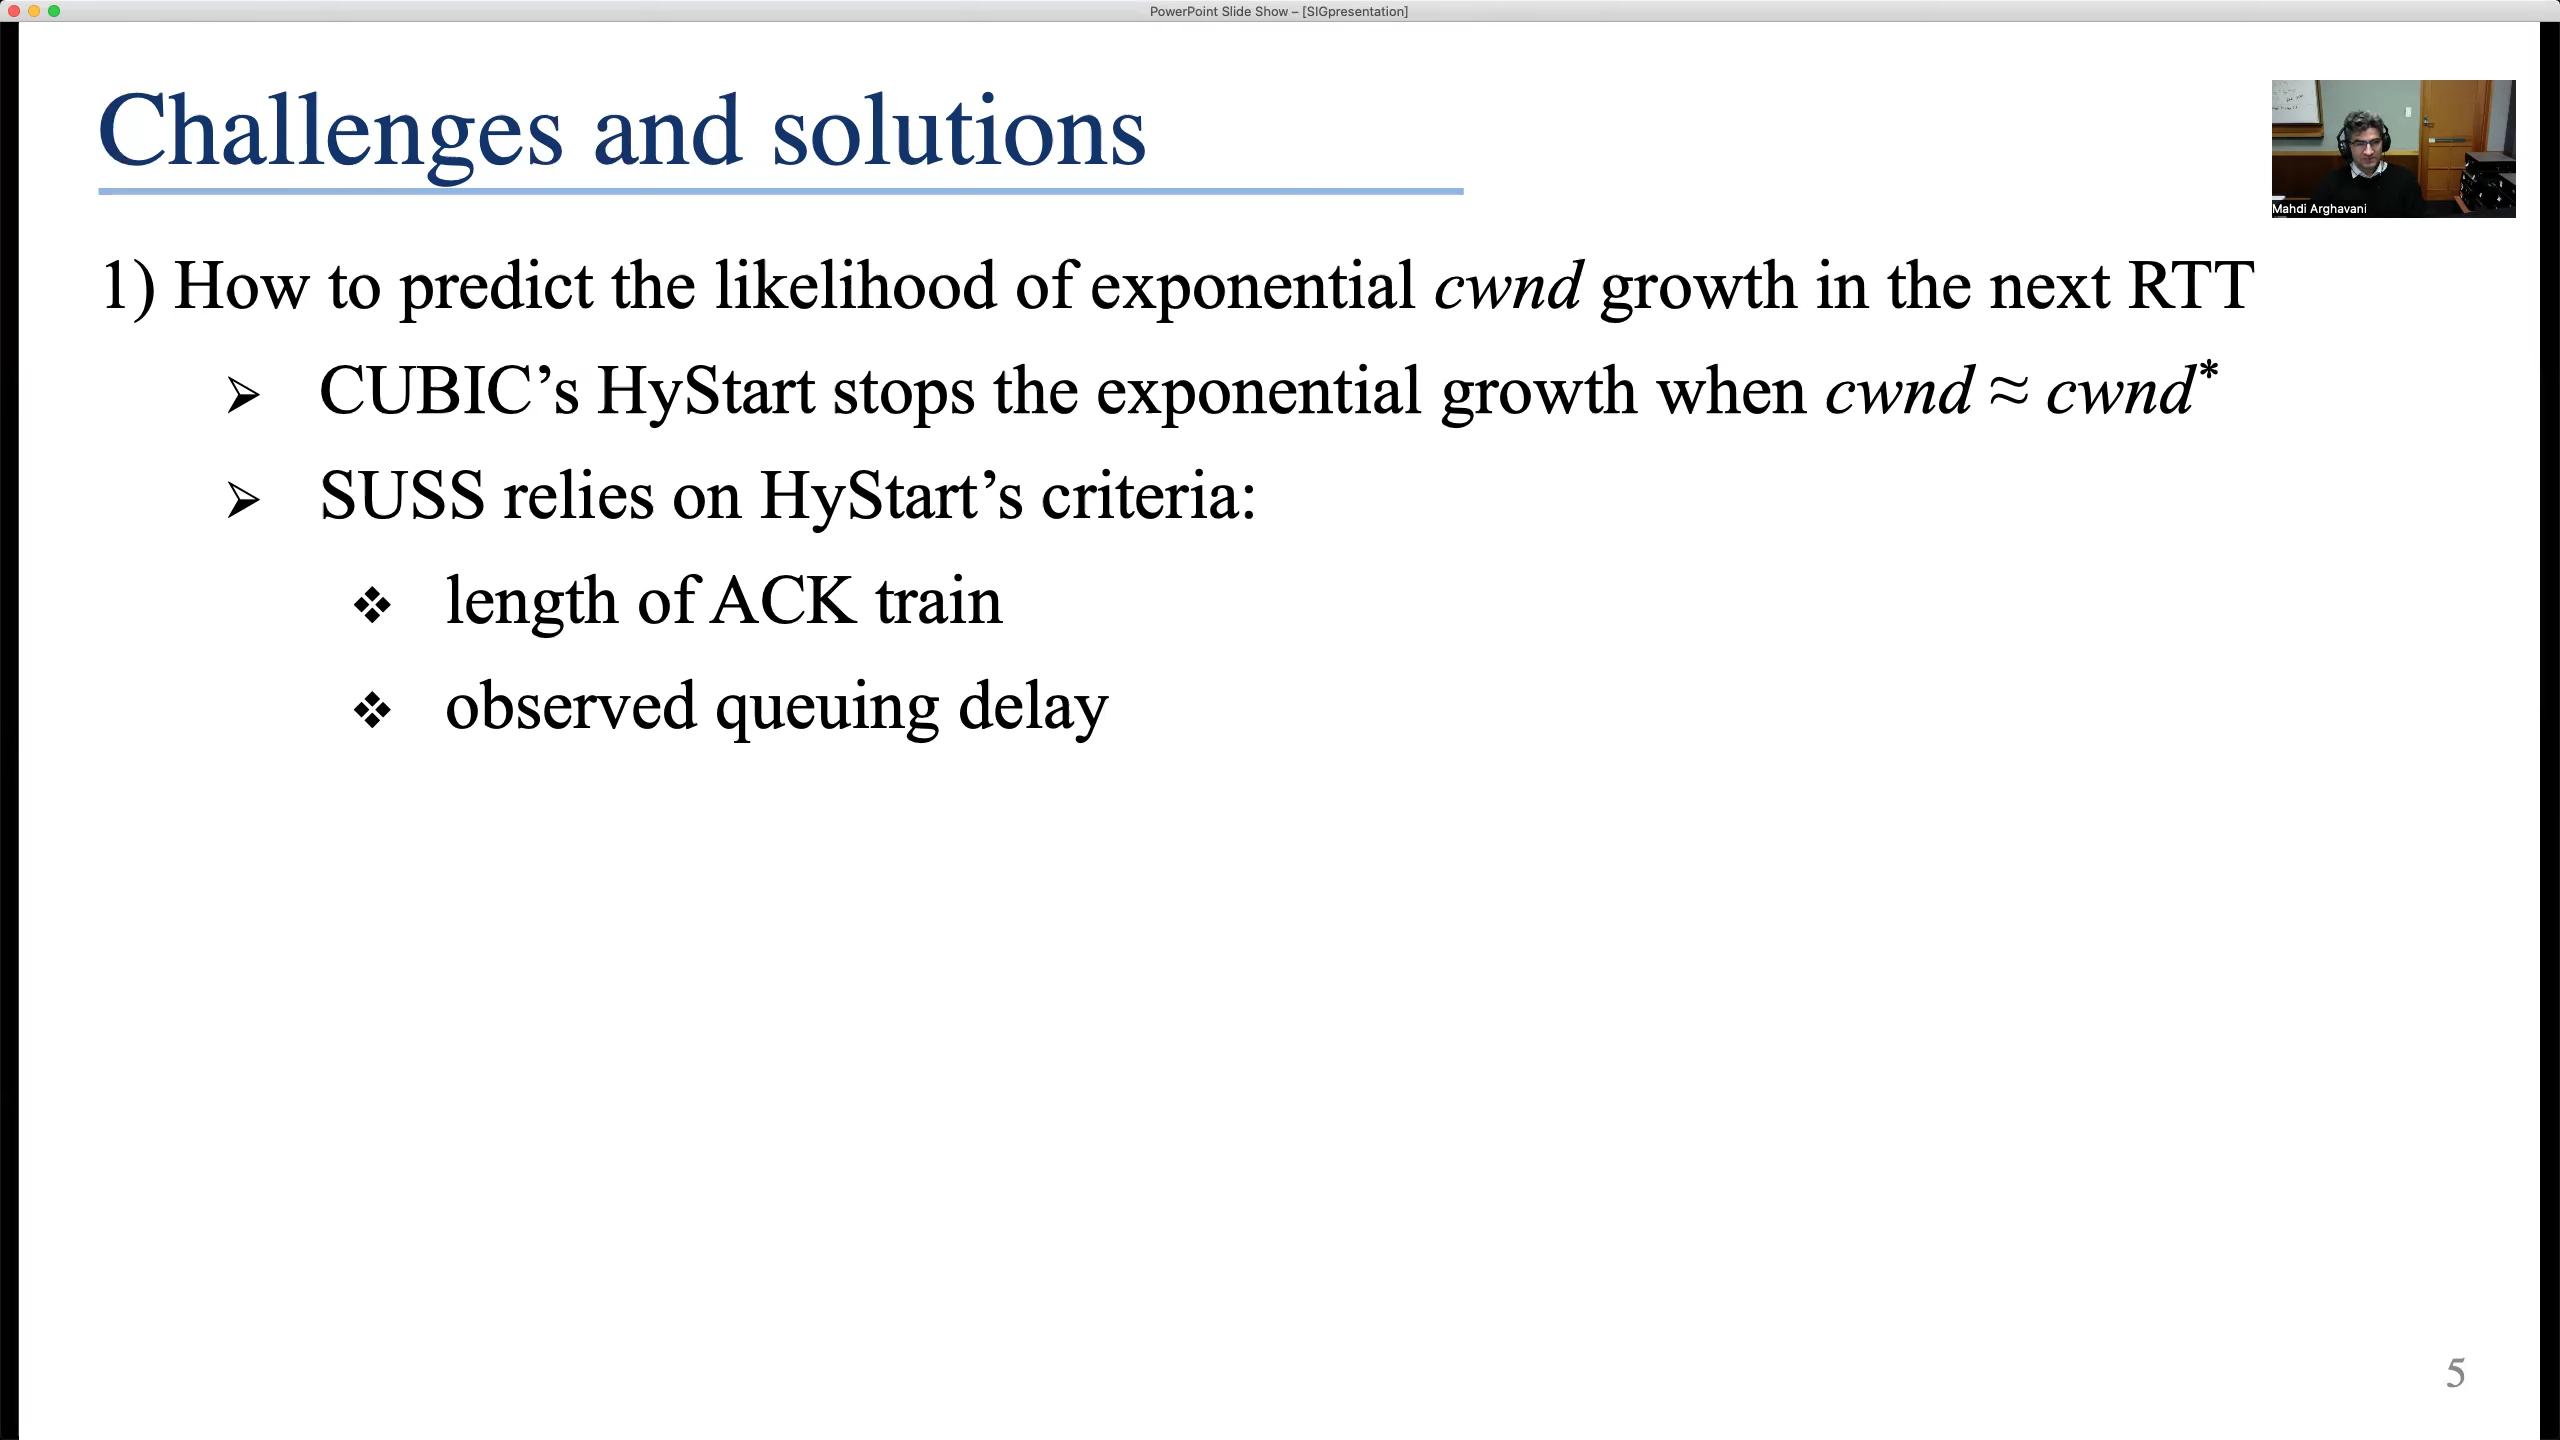 PowerPoint Slide Show – [SIGpresentation]
Challenges and solutions
Mahdi Arghavani
1) How to predict the likelihood of exponential cwnd growth in the next RTT
➢ CUBIC’s HyStart stops the exponential growth when cwnd ≈ cwnd*
➢ SUSS relies on HyStart’s criteria:
❖ length of ACK train
❖ observed queuing delay
5